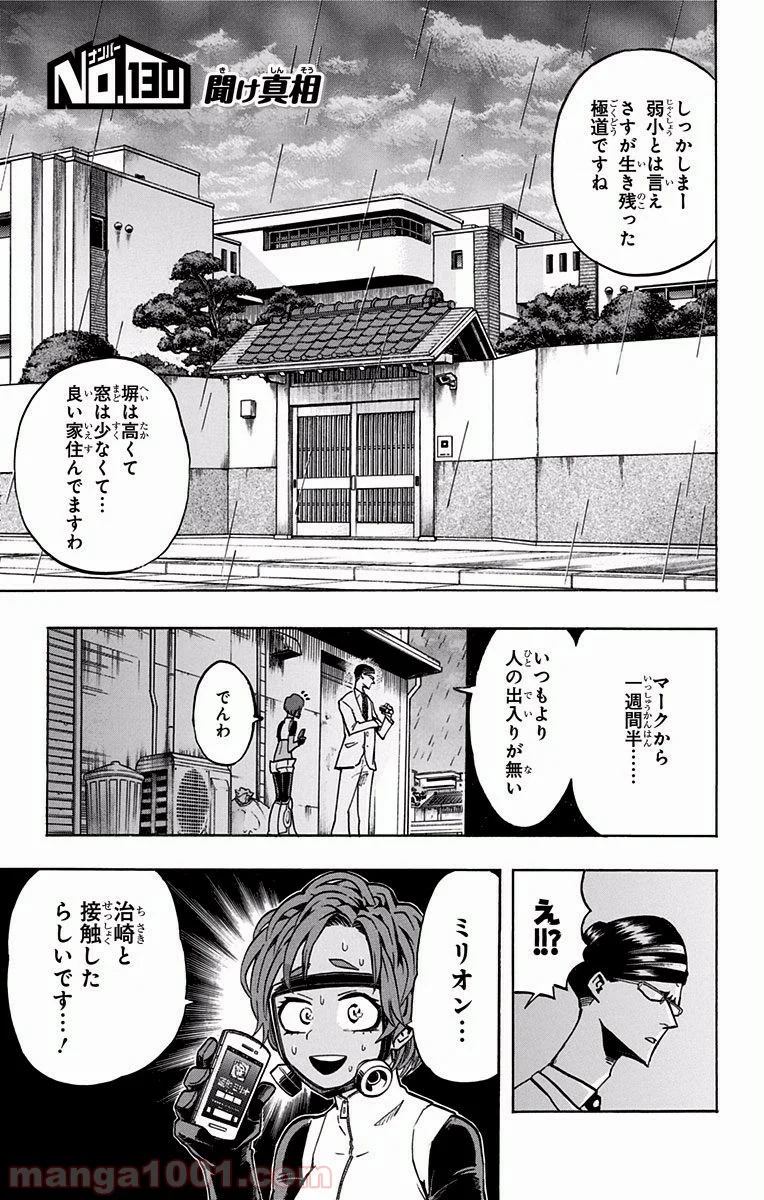 ナンバー
No.130
聞け真相
しっかしまー
弱小とは言え
さすが生き残った
極道ですね
塀は高くて
窓は少なくて…
良い家住んでますわ
マークから
一週間半……
いつもより
人の出入りが無い
でんわ
え!!?
ミリオン…
治崎と
接触した
らしいです…!
manga1001.com